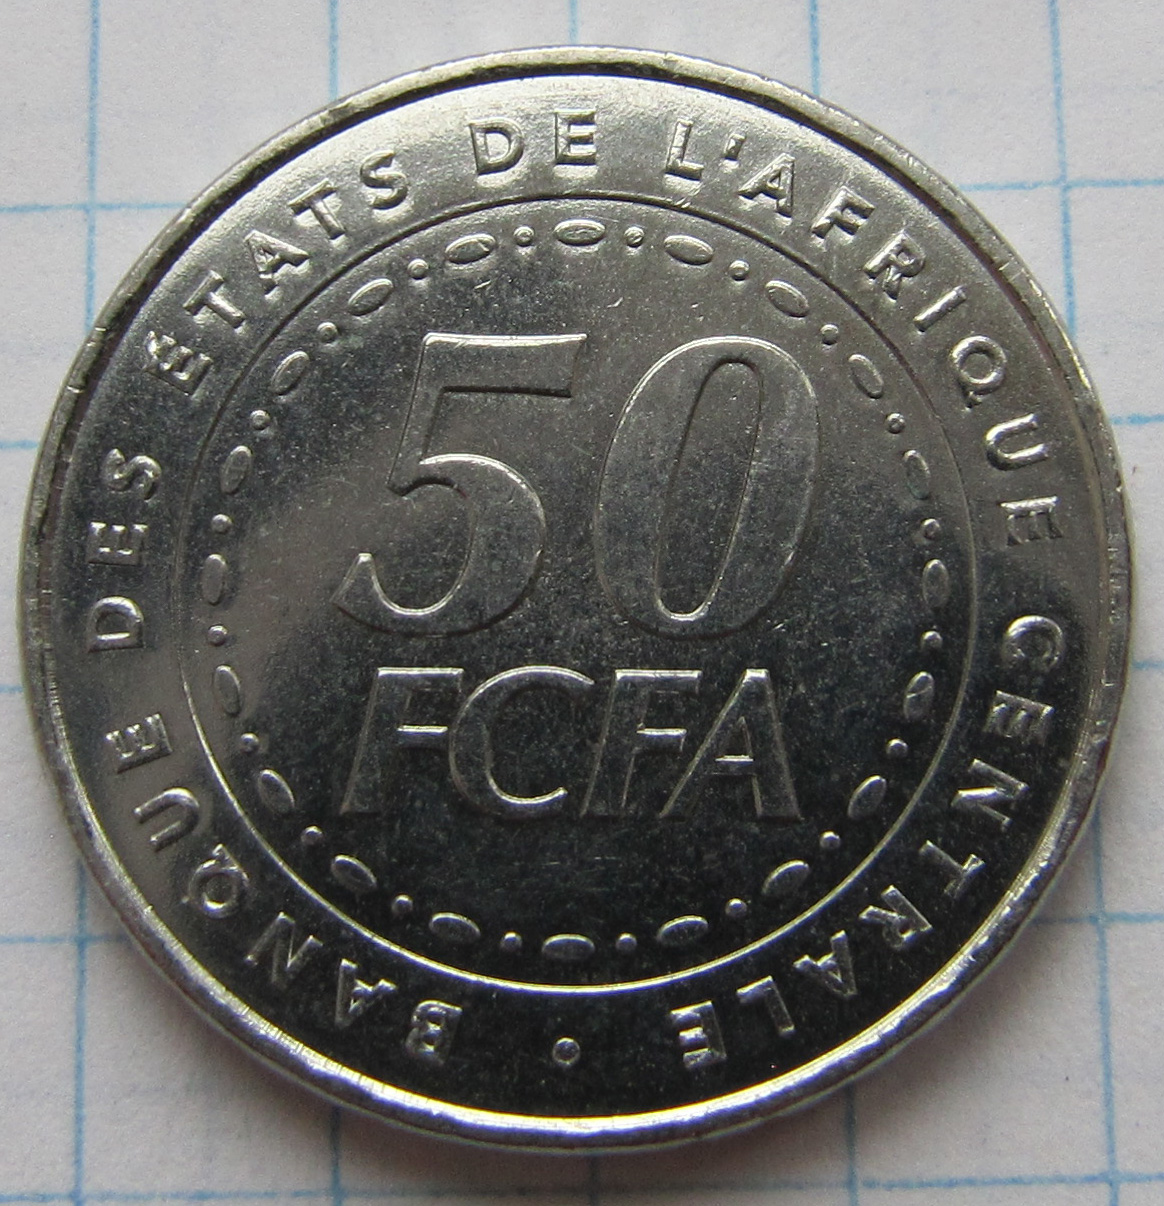 BANQUE DES ÉTATS DE L'AFRIQUE CENTRALE
50
FCFA